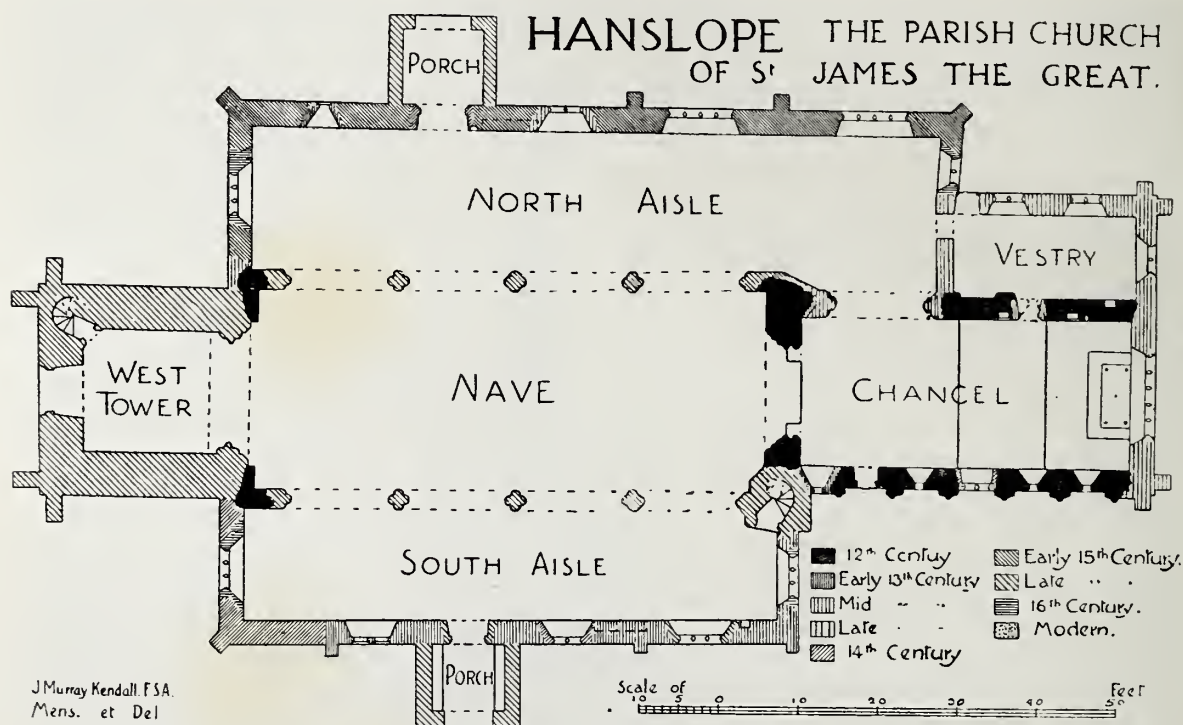 HANSLOPE THE PARISH CHURCH
OF St JAMES THE GREAT.
PORCH
NORTH AISLE
VESTRY
WEST
TOWER
NAVE
CHANCEL
SOUTH AISLE
PORCH
12th Centuy
Early 13th Century
Mid " "
Late " "
14th Century
Early 15th Century.
Late " "
16th Century.
Modern.
J Murray Kendall. F.S.A.
Mens. et Del
Scale of Feet
10 5 0 10 20 30 40 50